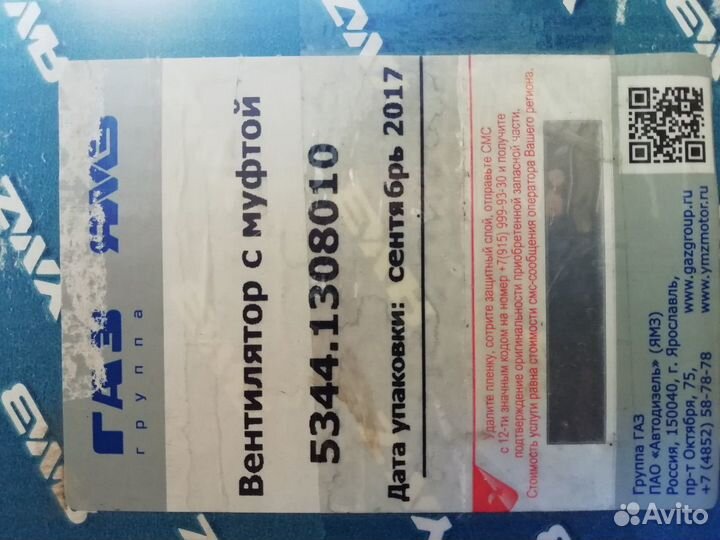 ГАЗ ЯМЗ
группа
Вентилятор с муфтой
5344.1308010
Дата упаковки: сентябрь 2017
Удалите пленку, сотрите защитный слой, отправьте СМС
с 12-ти значным кодом на номер +7(915) 999-93-30 и получите
подтверждение оригинальности приобретенной запасной части.
Стоимость услуги равна стоимости смс-сообщения оператора Вашего региона.
Группа ГАЗ
ПАО «Автодизель» (ЯМЗ)
Россия, 150040, г. Ярославль,
пр-т Октября, 75,
+7 (4852) 58-78-78
www.gazgroup.ru
www.ymzmotor.ru
ЯМЗ
ЯМЗ
ЯМЗ
Avito